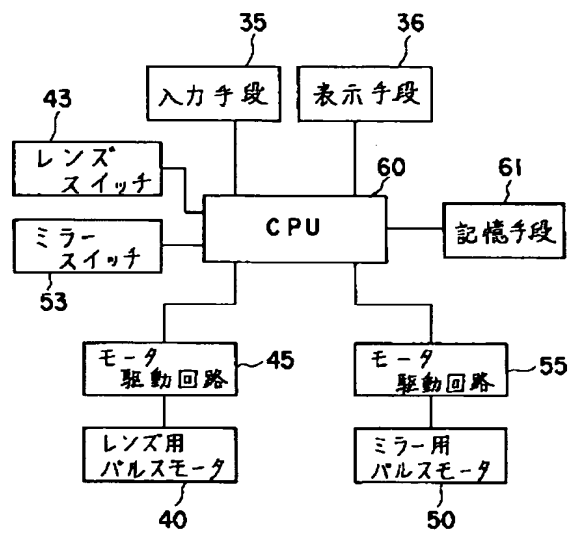 35
36
入力手段
表示手段
43
レンズ
スイッチ
60
61
CPU
記憶手段
ミラー
スイッチ
53
モータ
駆動回路
45
モータ
駆動回路
55
レンズ用
パルスモータ
ミラー用
パルスモータ
40
50